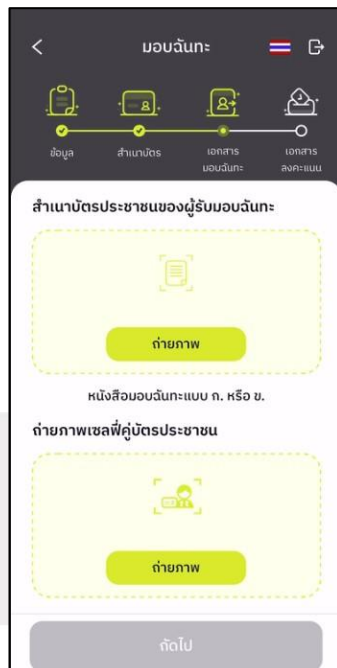 มอบฉันทะ
ข้อมูล
สำเนาบัตร
เอกสาร
มอบฉันทะ
เอกสาร
ลงคะแนน
สำเนาบัตรประชาชนของผู้รับมอบฉันทะ
ถ่ายภาพ
หนังสือมอบฉันทะแบบ ก. หรือ ข.
ถ่ายภาพเซลฟี่คู่บัตรประชาชน
ถ่ายภาพ
ถัดไป